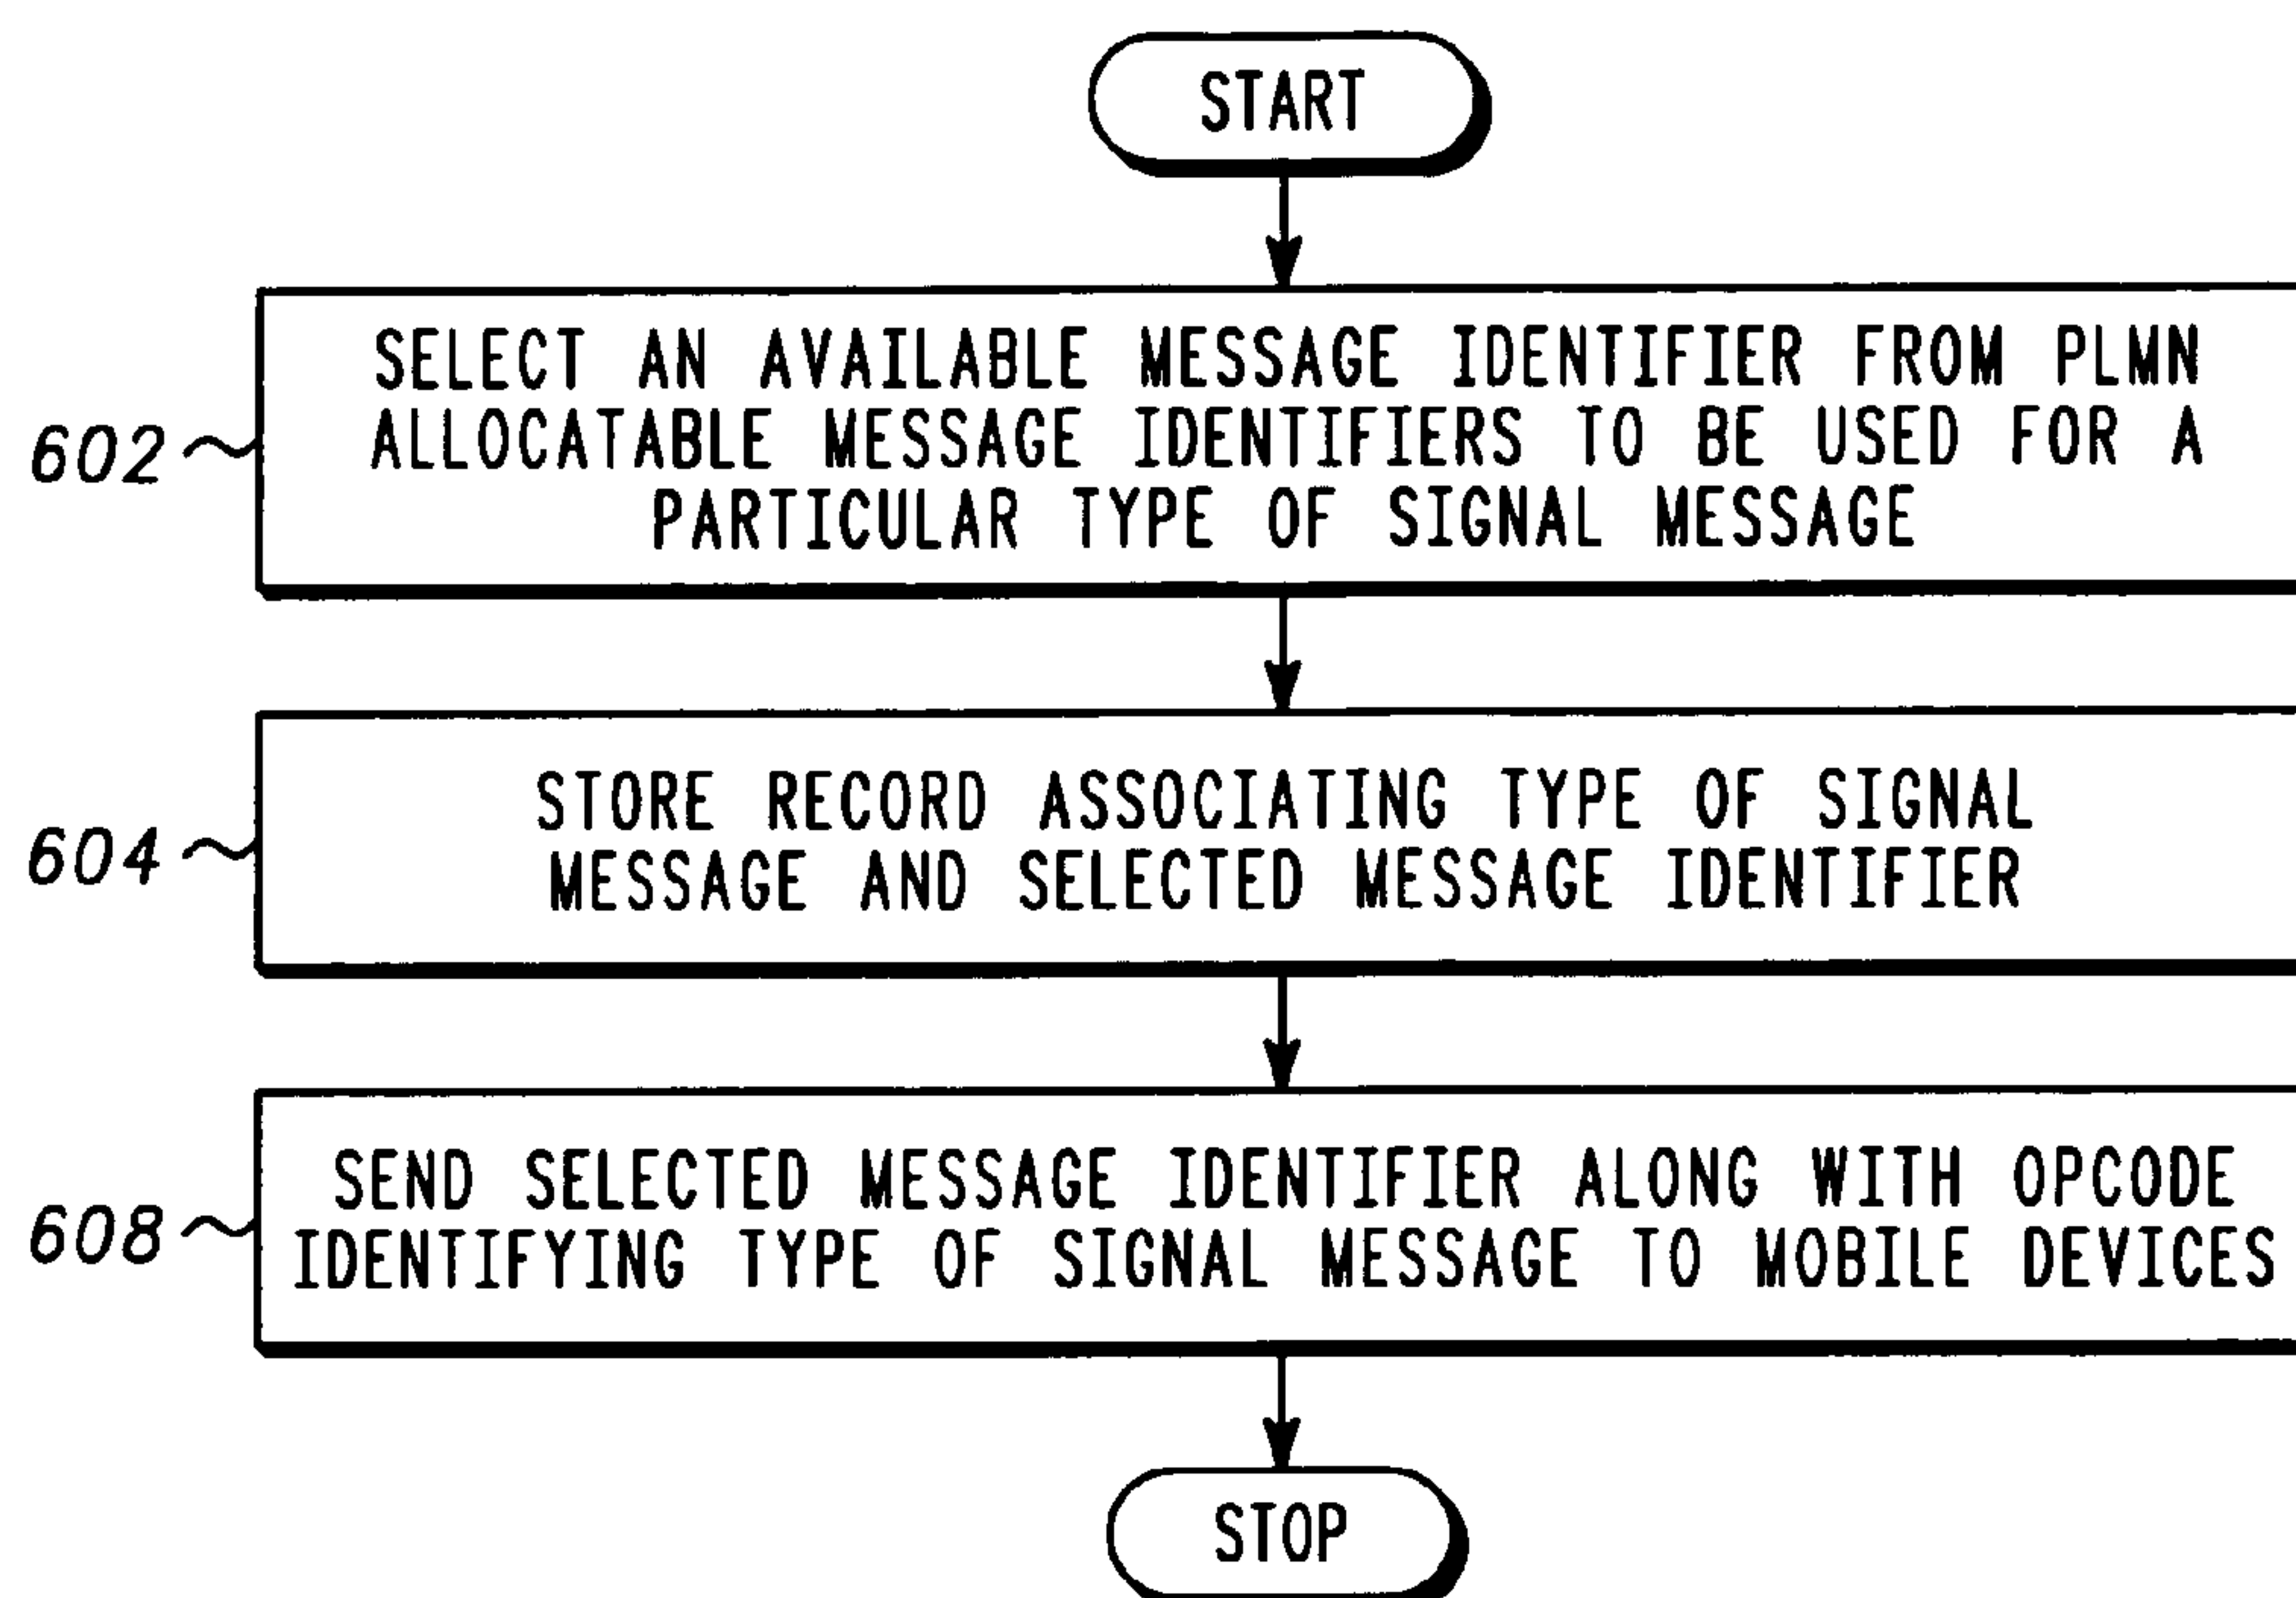 START
SELECT AN AVAILABLE MESSAGE IDENTIFIER FROM PLMN
ALLOCATABLE MESSAGE IDENTIFIERS TO BE USED FOR A
PARTICULAR TYPE OF SIGNAL MESSAGE
602
STORE RECORD ASSOCIATING TYPE OF SIGNAL
MESSAGE AND SELECTED MESSAGE IDENTIFIER
604
SEND SELECTED MESSAGE IDENTIFIER ALONG WITH OPCODE
IDENTIFYING TYPE OF SIGNAL MESSAGE TO MOBILE DEVICES
608
STOP